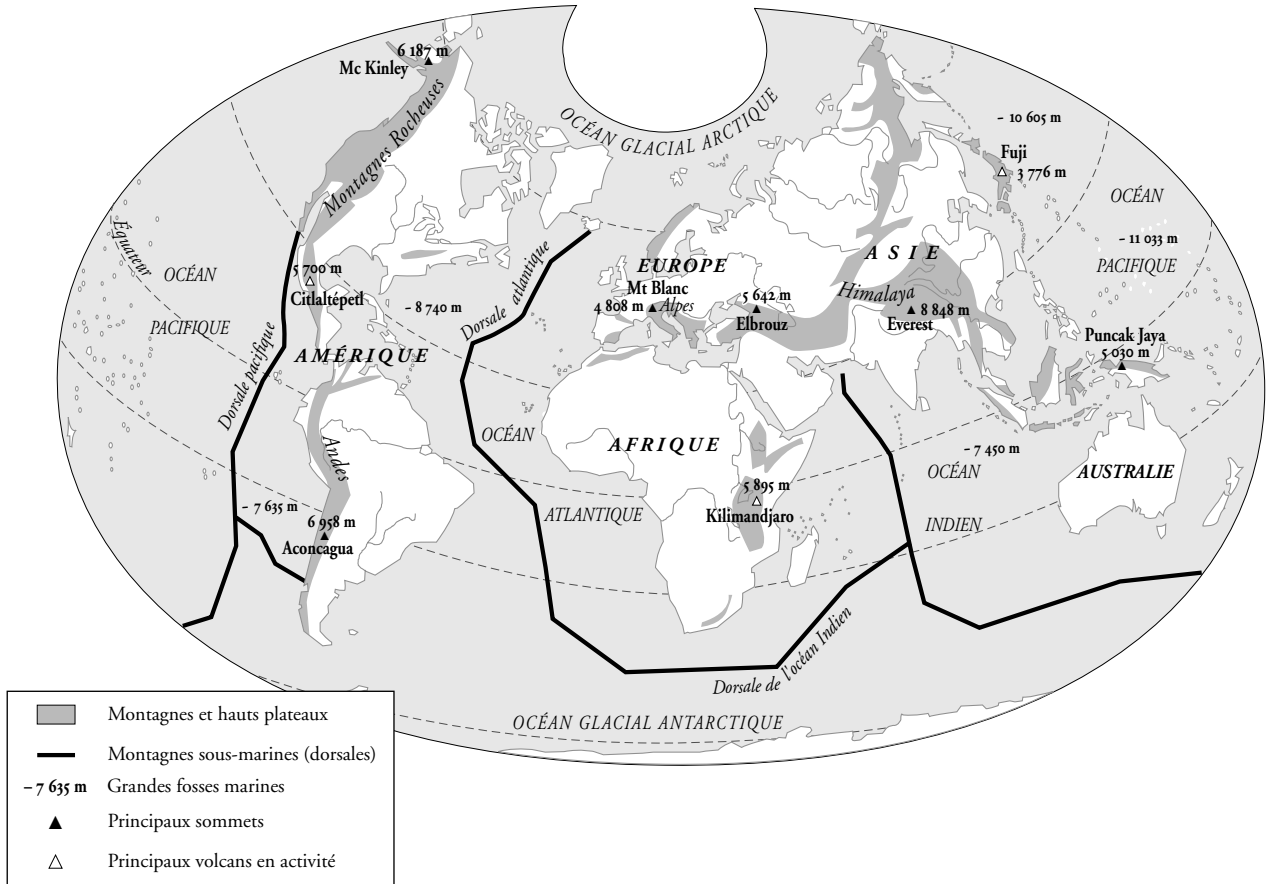 6 187 m
Mc Kinley
Montagnes Rocheuses
OCÉAN GLACIAL ARCTIQUE
– 10 605 m
Fuji
3 776 m
OCÉAN
PACIFIQUE
– 11 033 m
Équateur
OCÉAN
PACIFIQUE
5 700 m
Citlaltépetl
– 8 740 m
Dorsale atlantique
EUROPE
Mt Blanc
4 808 m
Alpes
5 642 m
Elbrouz
ASIE
Himalaya
8 848 m
Everest
Puncak Jaya
5 030 m
Dorsale pacifique
AMÉRIQUE
Andes
OCÉAN
ATLANTIQUE
AFRIQUE
5 895 m
Kilimandjaro
– 7 450 m
OCÉAN
INDIEN
AUSTRALIE
– 7 635 m
6 958 m
Aconcagua
Dorsale de
l'océan Indien
OCÉAN GLACIAL ANTARCTIQUE
Montagnes et hauts plateaux
Montagnes sous-marines (dorsales)
– 7 635 m Grandes fosses marines
Principaux sommets
Principaux volcans en activité